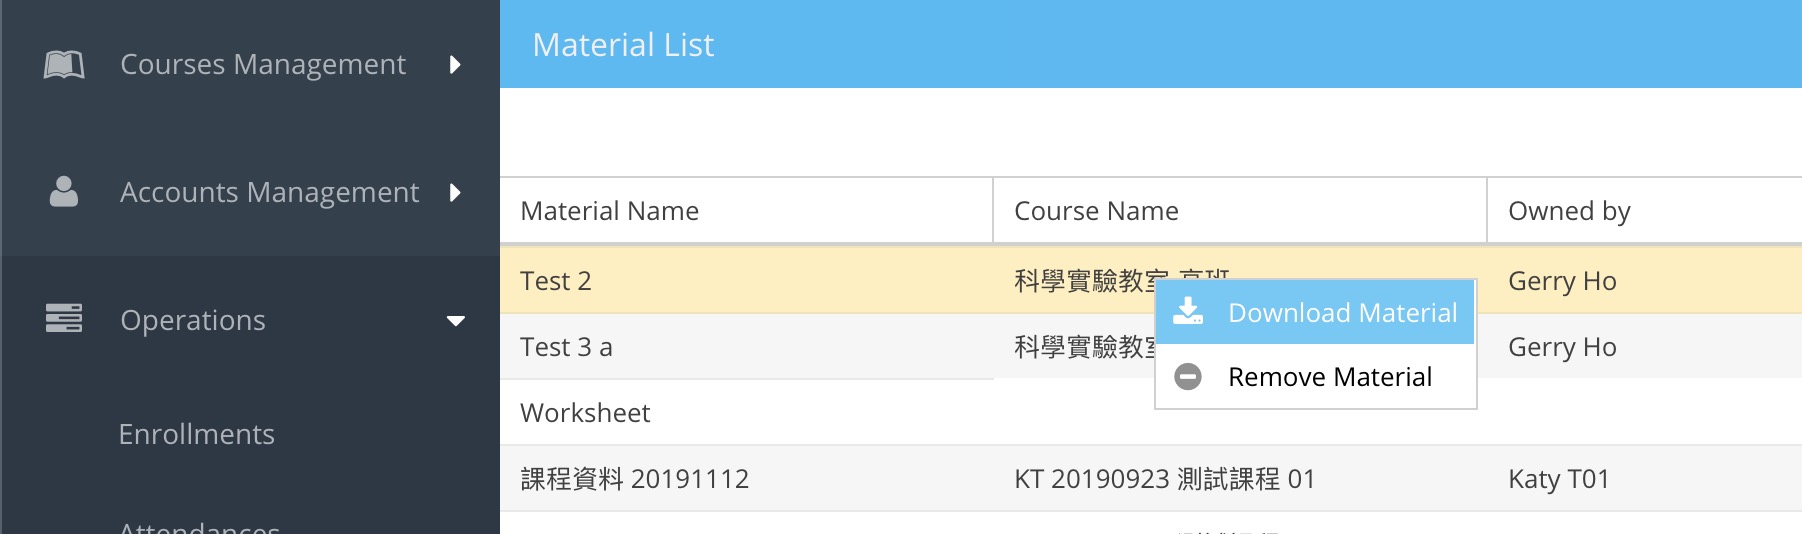 Courses Management
Accounts Management
Operations
Enrollments
Attendances
Material List
Material Name Course Name Owned by
Test 2 科學實驗教室 高班 Gerry Ho
Download Material
Test 3 a 科學實驗教室 Gerry Ho
Remove Material
Worksheet
課程資料 20191112 KT 20190923 測試課程 01 Katy T01